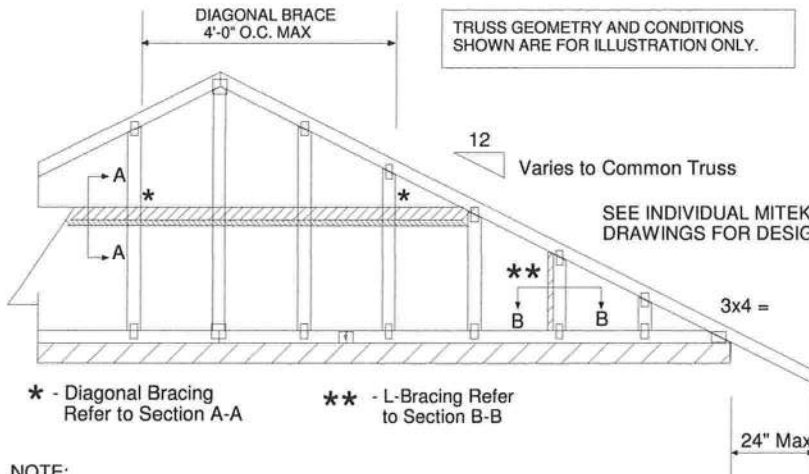 DIAGONAL BRACE
4'-0" O.C. MAX
TRUSS GEOMETRY AND CONDITIONS
SHOWN ARE FOR ILLUSTRATION ONLY.
12
Varies to Common Truss
A
*
*
SEE INDIVIDUAL MITEK
DRAWINGS FOR DESIG
A
**
B
B
3x4 =
* - Diagonal Bracing
Refer to Section A-A
** - L-Bracing Refer
to Section B-B
24" Max
NOTE: